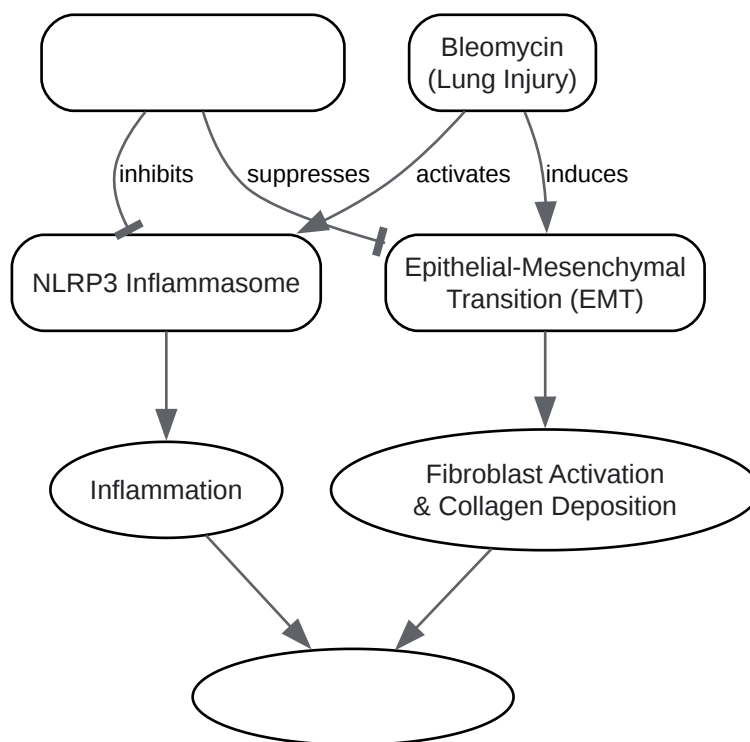 Bleomycin
(Lung Injury)
inhibits
suppresses
activates
induces
NLRP3 Inflammasome
Epithelial-Mesenchymal
Transition (EMT)
Inflammation
Fibroblast Activation
& Collagen Deposition